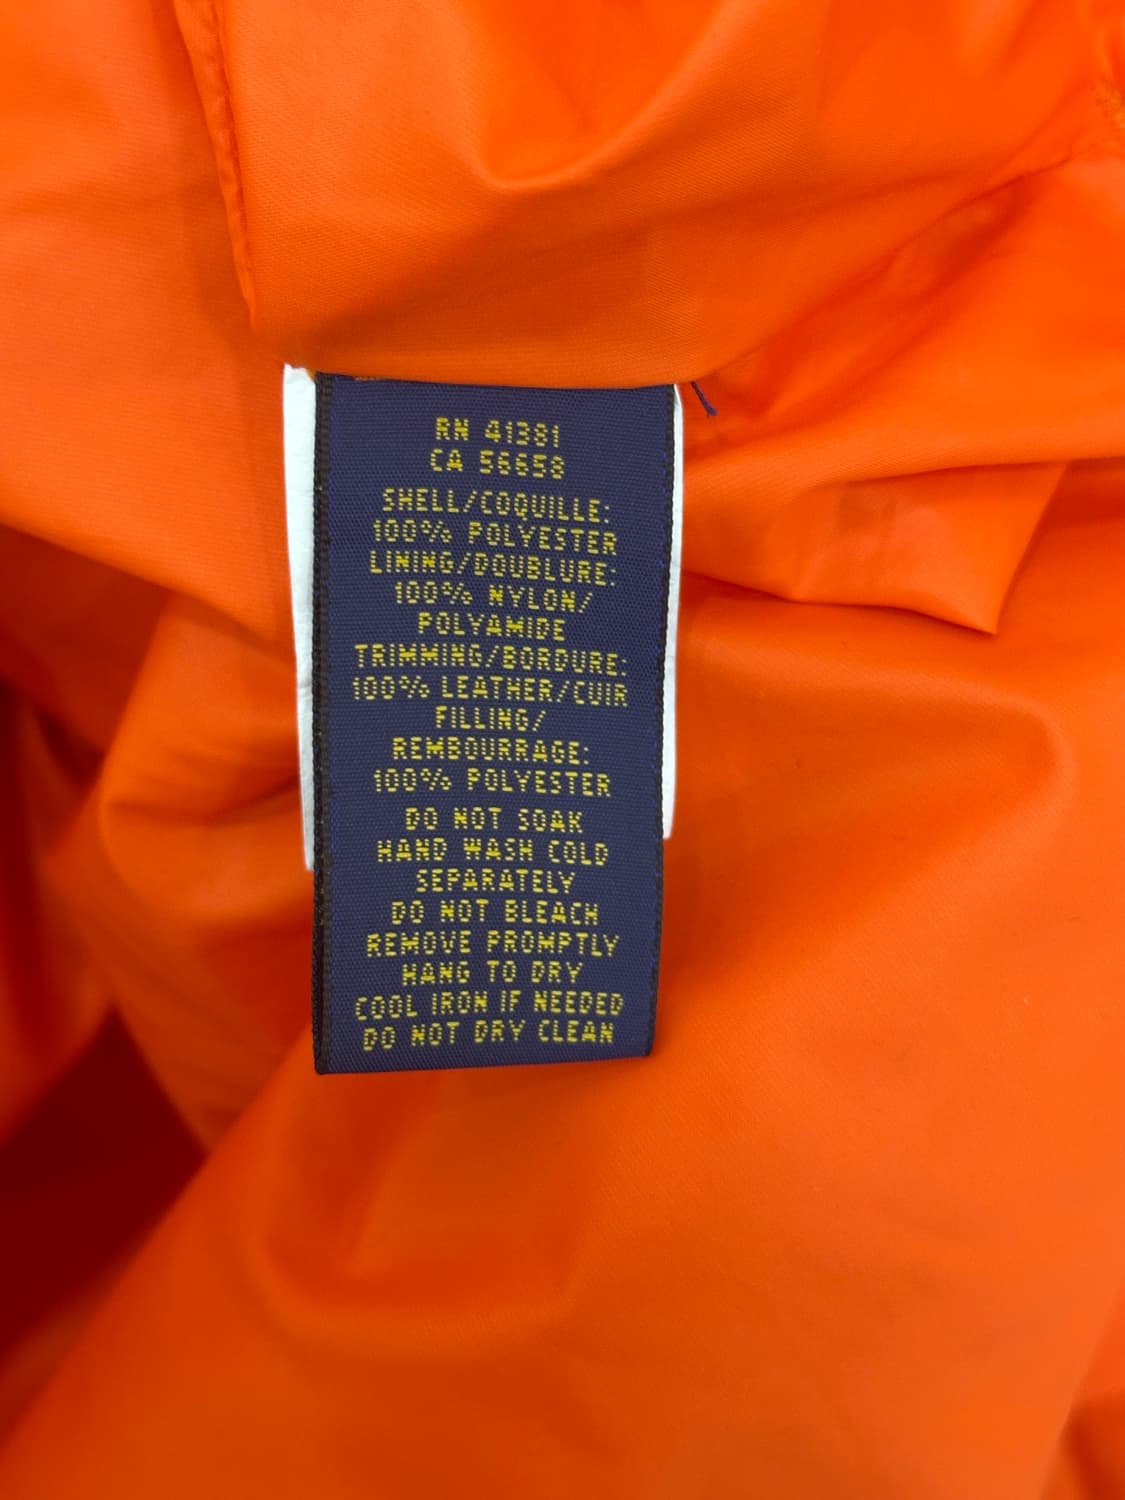 RN 41381
CA 56658
SHELL/COQUILLE:
100% POLYESTER
LINING/DOUBLURE:
100% NYLON/
POLYAMIDE
TRIMMING/BORDURE:
100% LEATHER/CUIR
FILLING/
REMBOURRAGE:
100% POLYESTER
DO NOT SOAK
HAND WASH COLD
SEPARATELY
DO NOT BLEACH
REMOVE PROMPTLY
HANG TO DRY
COOL IRON IF NEEDED
DO NOT DRY CLEAN